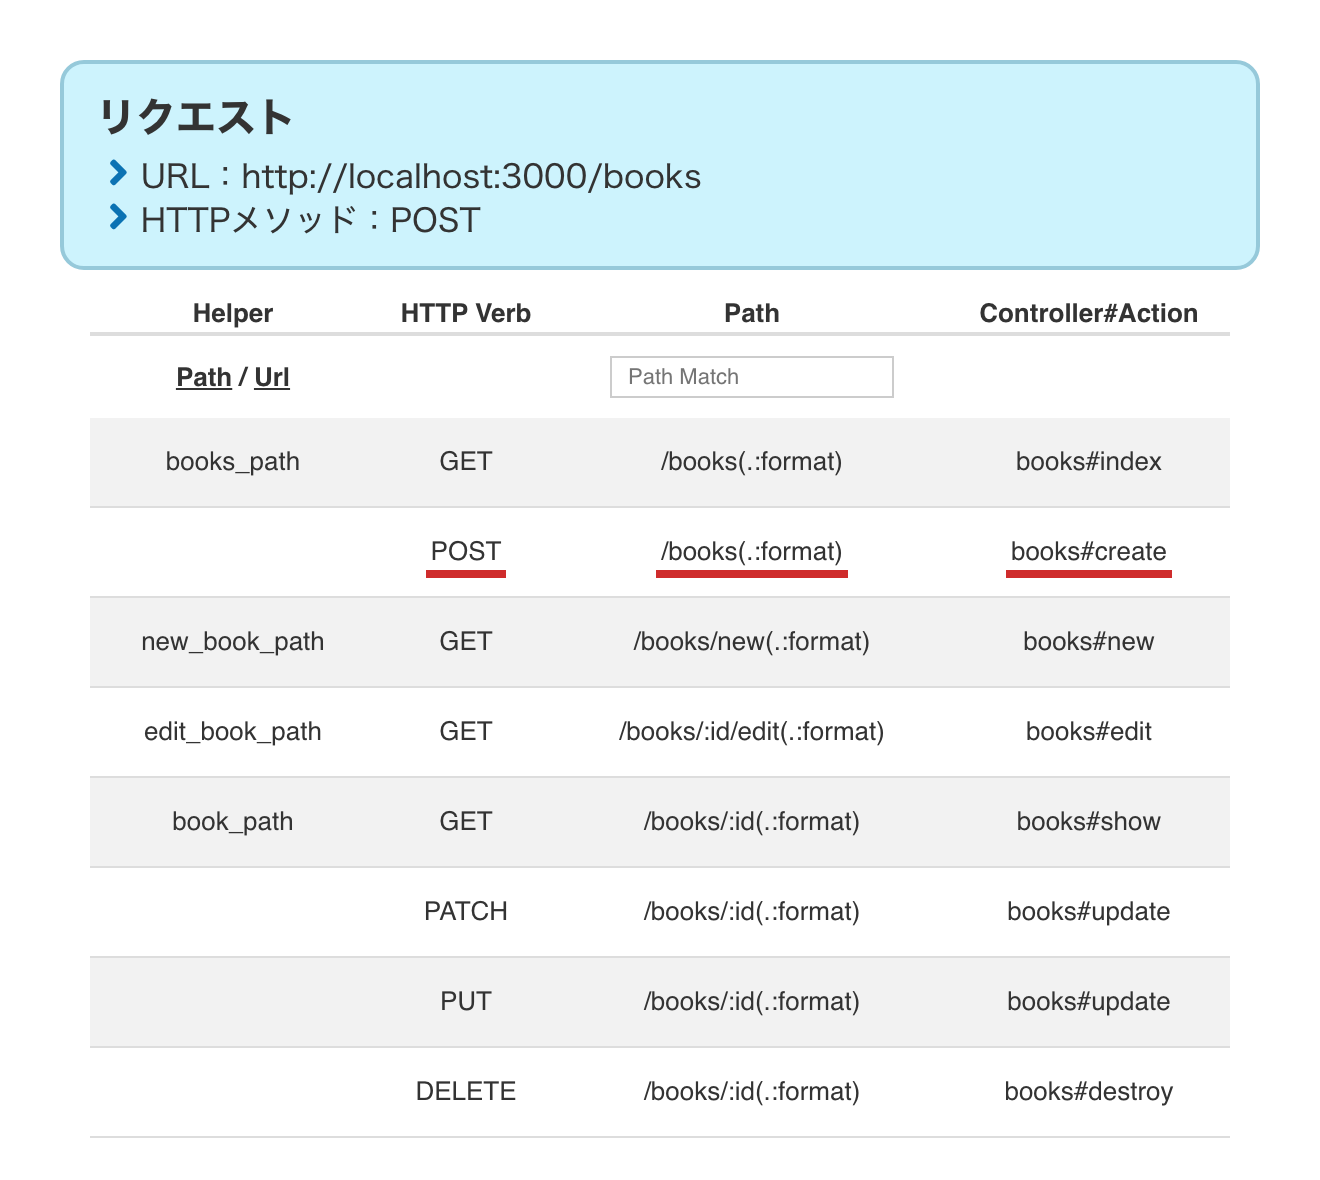 リクエスト
URL：http://localhost:3000/books
HTTPメソッド：POST
Helper HTTP Verb Path Controller#Action
Path / Url Path Match
books_path GET /books(.:format) books#index
POST /books(.:format) books#create
new_book_path GET /books/new(.:format) books#new
edit_book_path GET /books/:id/edit(.:format) books#edit
book_path GET /books/:id(.:format) books#show
PATCH /books/:id(.:format) books#update
PUT /books/:id(.:format) books#update
DELETE /books/:id(.:format) books#destroy